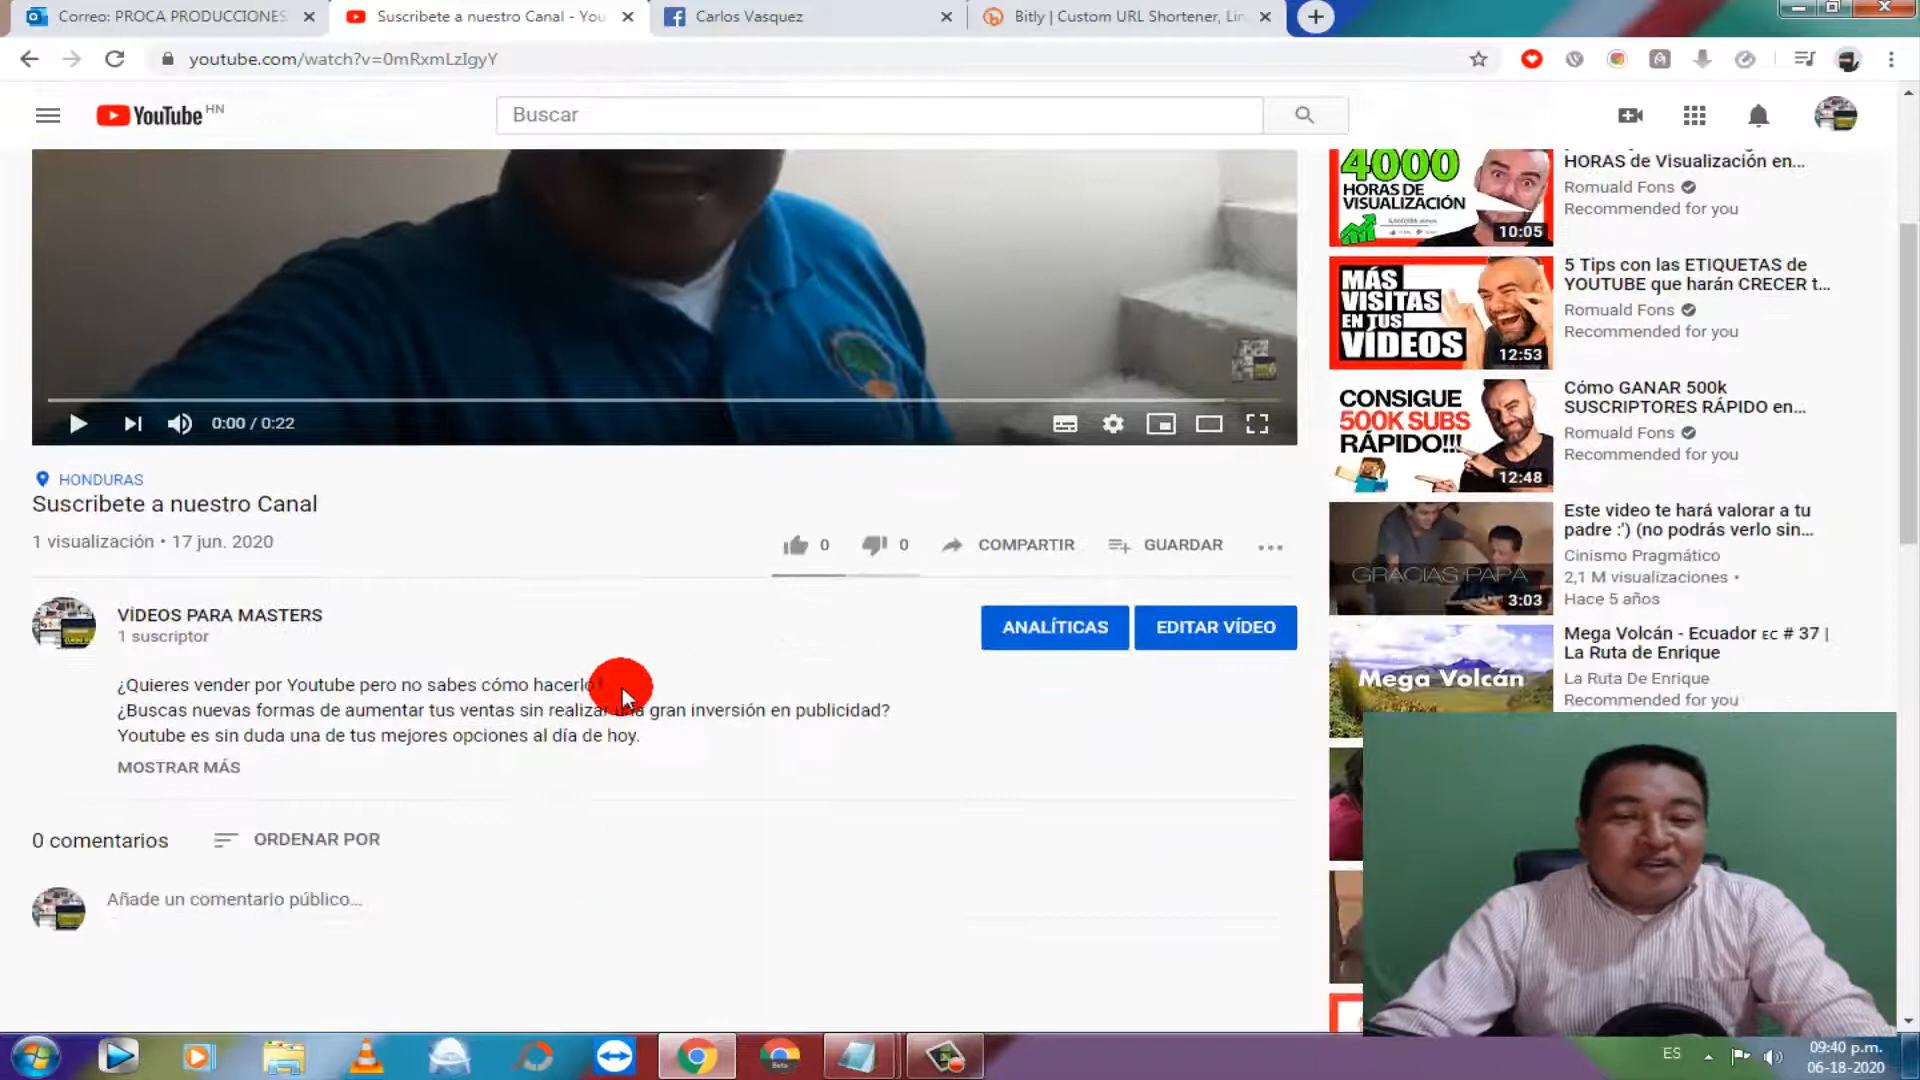 Correo: PROCA PRODUCCIONES
Suscribete a nuestro Canal - You
Carlos Vasquez
Bitly | Custom URL Shortener, Lin
youtube.com/watch?v=0mRxmLzIgyY
YouTube HN
Buscar
0:00 / 0:22
HONDURAS
Suscribete a nuestro Canal
1 visualización • 17 jun. 2020
0
0
COMPARTIR
GUARDAR
VÍDEOS PARA MASTERS
1 suscriptor
ANALÍTICAS
EDITAR VÍDEO
¿Quieres vender por Youtube pero no sabes cómo hacerlo
¿Buscas nuevas formas de aumentar tus ventas sin realizar una gran inversión en publicidad?
Youtube es sin duda una de tus mejores opciones al día de hoy.
MOSTRAR MÁS
0 comentarios
ORDENAR POR
Añade un comentario público...
4000
HORAS DE
VISUALIZACIÓN
10:05
HORAS de Visualización en...
Romuald Fons
Recommended for you
MÁS
VISITAS
EN TUS
VÍDEOS
12:53
5 Tips con las ETIQUETAS de
YOUTUBE que harán CRECER t...
Romuald Fons
Recommended for you
CONSIGUE
500K SUBS
RÁPIDO!!!
12:48
Cómo GANAR 500k
SUSCRIPTORES RÁPIDO en...
Romuald Fons
Recommended for you
GRACIAS PAPA
3:03
Este video te hará valorar a tu
padre :') (no podrás verlo sin...
Cinismo Pragmático
2,1 M visualizaciones •
Hace 5 años
Mega Volcán
Mega Volcán - Ecuador EC # 37 |
La Ruta de Enrique
La Ruta De Enrique
Recommended for you
Beta
ES
09:40 p.m.
06-18-2020